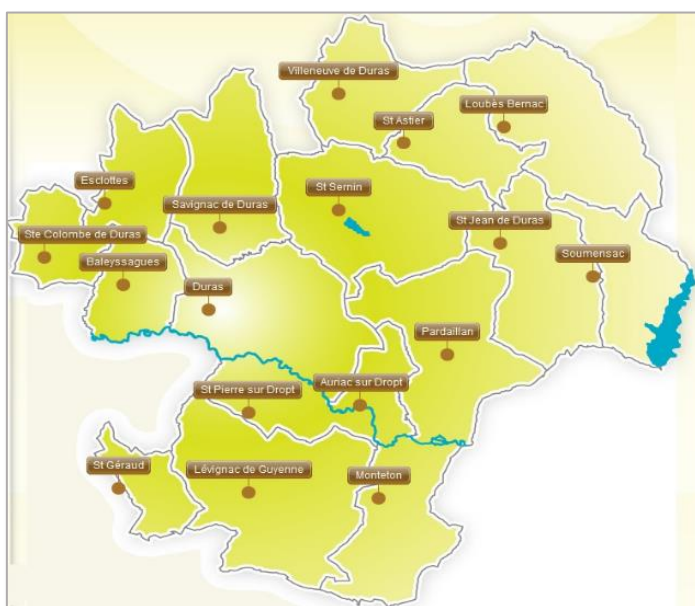 Villeneuve de Duras
Loubès Bernac
St Astier
Esclottes
St Sernin
Savignac de Duras
St Jean de Duras
Ste Colombe de Duras
Soumensac
Baleyssagues
Duras
Pardaillan
St Pierre sur Dropt
Auriac sur Dropt
St Géraud
Lévignac de Guyenne
Monteton